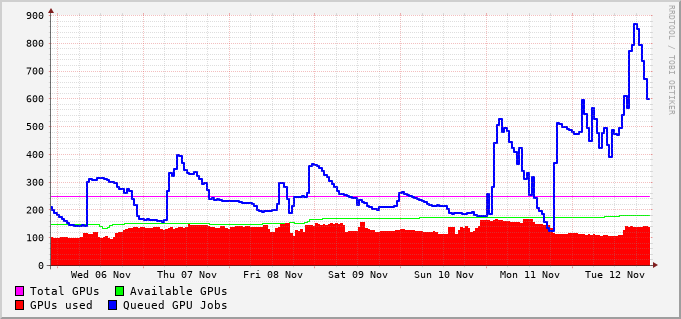 900
800
700
600
500
400
300
200
100
0
Wed 06 Nov Thu 07 Nov Fri 08 Nov Sat 09 Nov Sun 10 Nov Mon 11 Nov Tue 12 Nov
Total GPUs Available GPUs
GPUs used Queued GPU Jobs
RRDTOOL / TOBI OETIKER